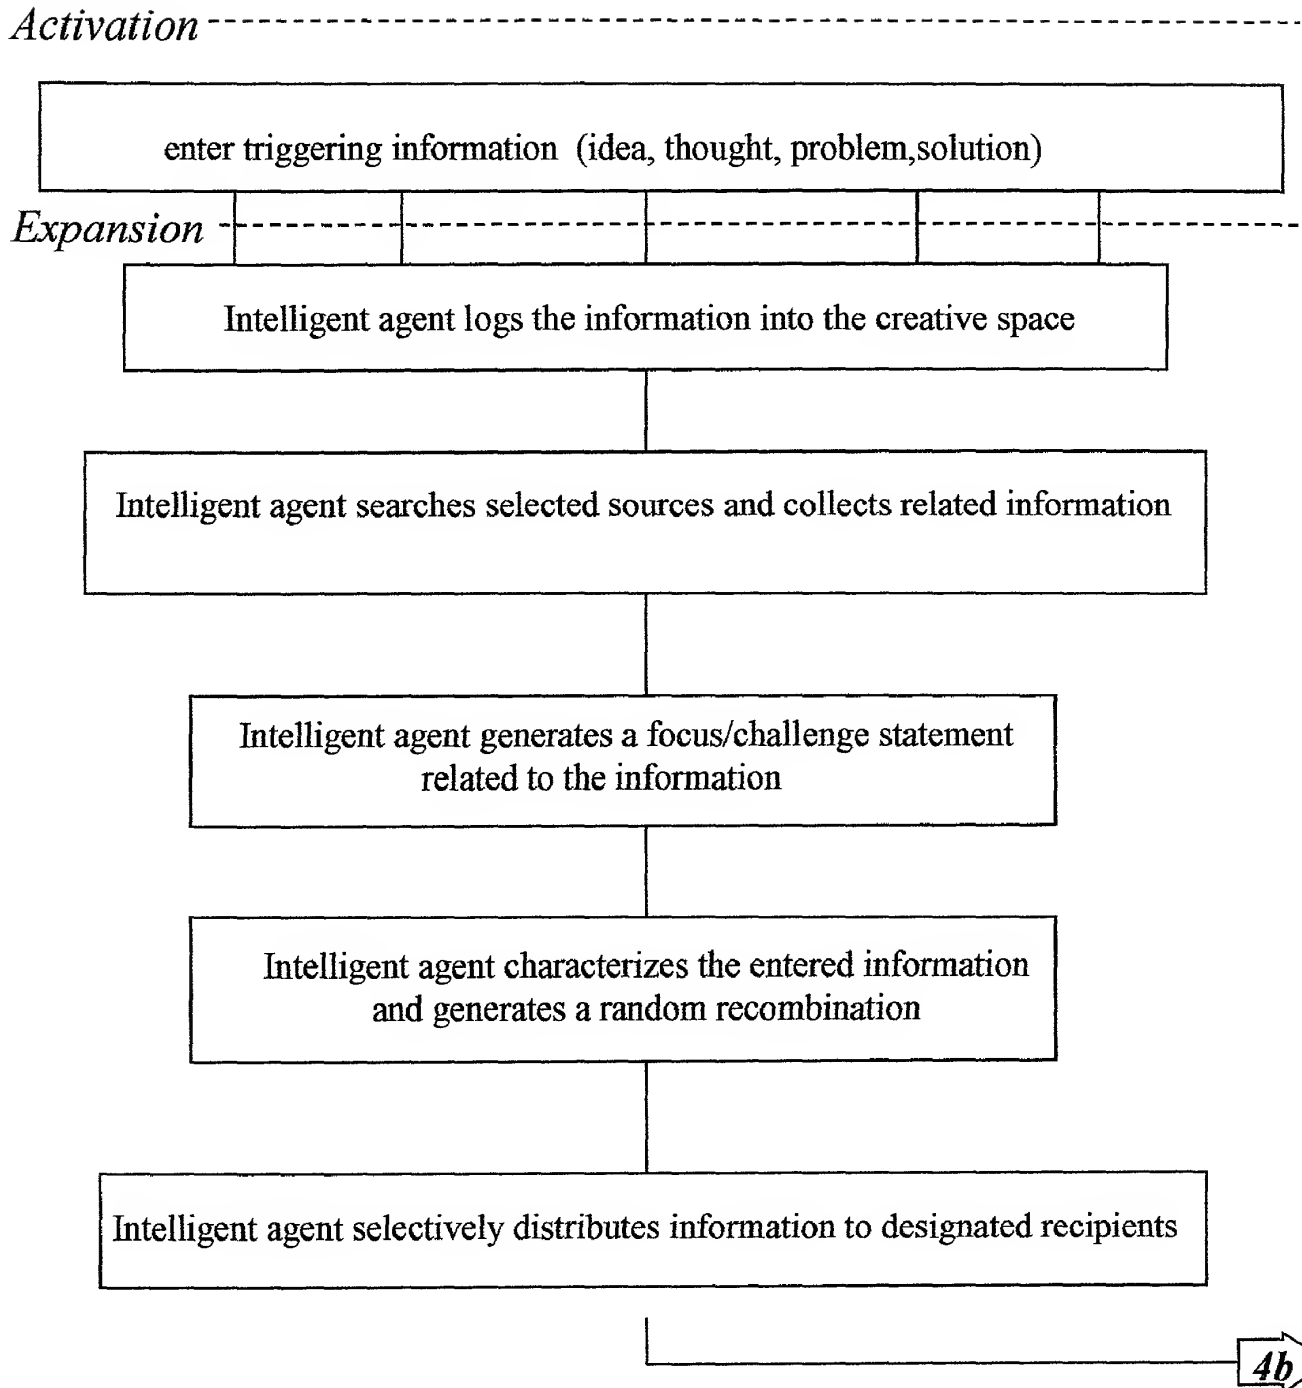 Activation
enter triggering information (idea, thought, problem,solution)
Expansion
Intelligent agent logs the information into the creative space
Intelligent agent searches selected sources and collects related information
Intelligent agent generates a focus/challenge statement
related to the information
Intelligent agent characterizes the entered information
and generates a random recombination
Intelligent agent selectively distributes information to designated recipients
4b